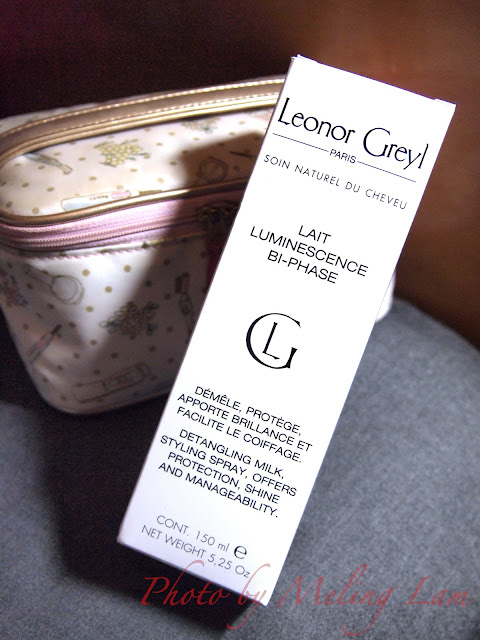 Leonor Greyl
PARIS
SOIN NATUREL DU CHEVEU
LAIT
LUMINESCENCE
BI-PHASE
LG
DÉMÊLE, PROTÈGE,
APPORTE BRILLANCE ET
FACILITE LE COIFFAGE.
DETANGLING MILK,
STYLING SPRAY, OFFERS
PROTECTION, SHINE
AND MANAGEABILITY.
CONT. 150 ml e
NET WEIGHT 5,25 Oz
Photo by Meling Lam